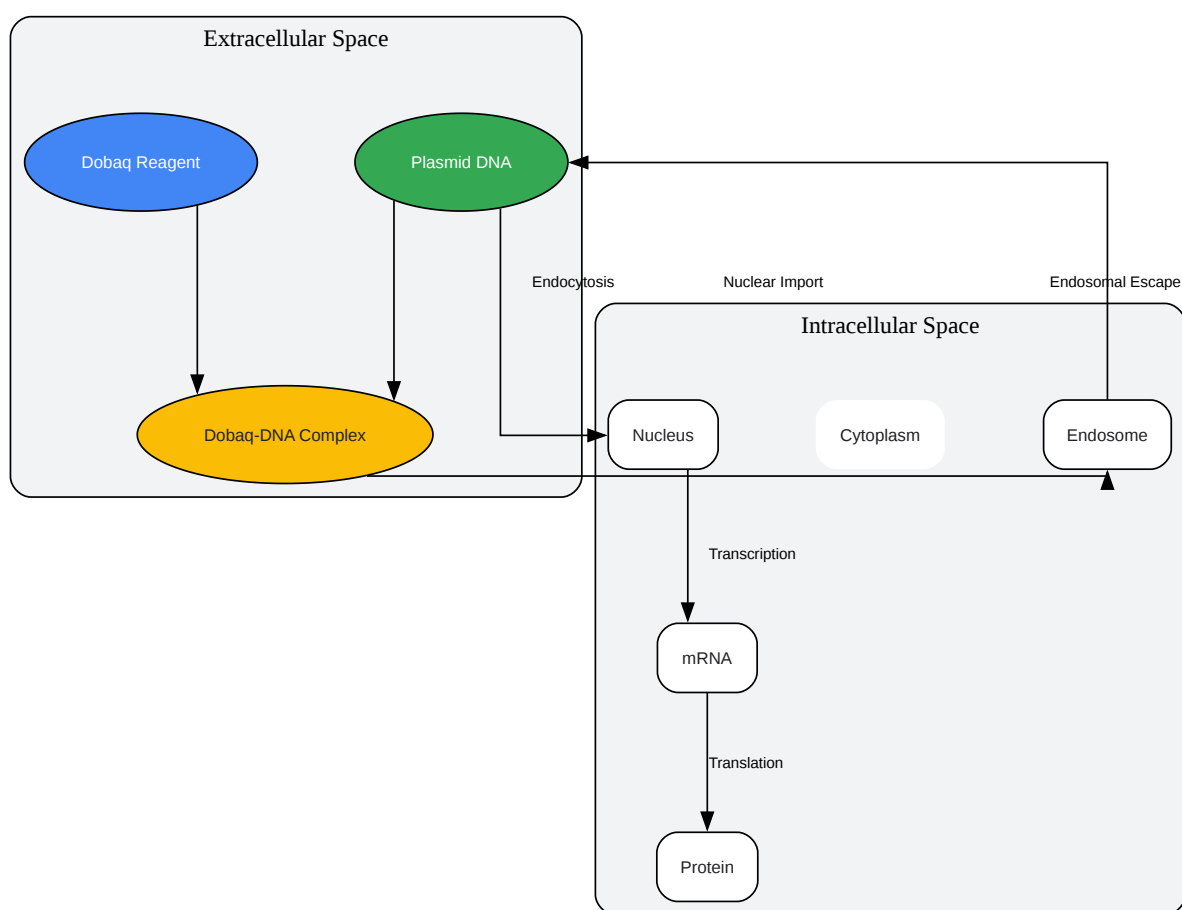 Extracellular Space
Dobaq Reagent
Plasmid DNA
Endocytosis
Nuclear Import
Endosomal Escape
Intracellular Space
Dobaq-DNA Complex
Nucleus
Cytoplasm
Endosome
Transcription
mRNA
Translation
Protein